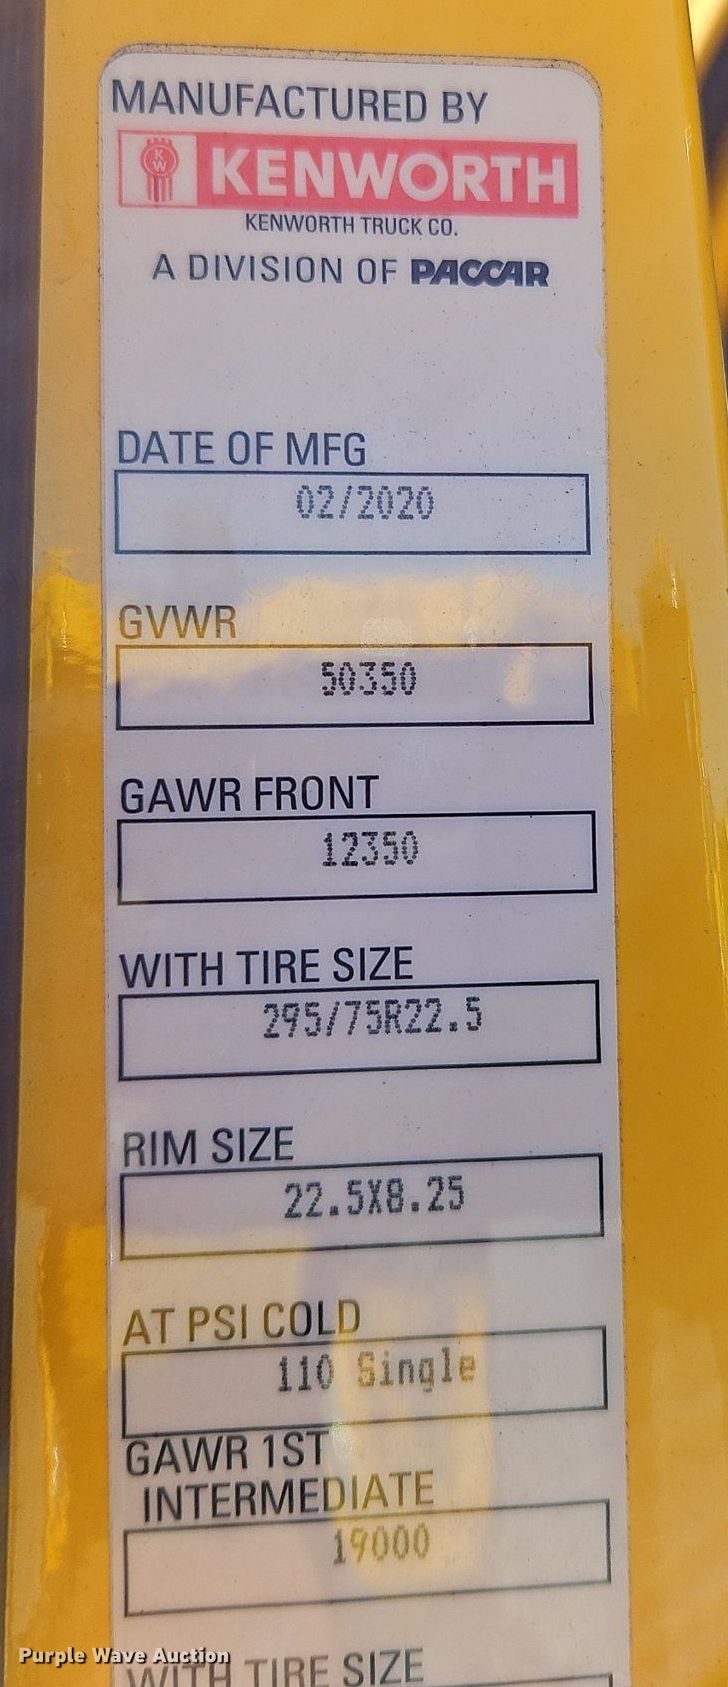 MANUFACTURED BY
KW KENWORTH
KENWORTH TRUCK CO.
A DIVISION OF PACCAR
DATE OF MFG
02/2020
GVWR
50350
GAWR FRONT
12350
WITH TIRE SIZE
295/75R22.5
RIM SIZE
22.5X8.25
AT PSI COLD
110 Single
GAWR 1ST
INTERMEDIATE
19000
Purple Wave Auction
WITH TIRE SIZE